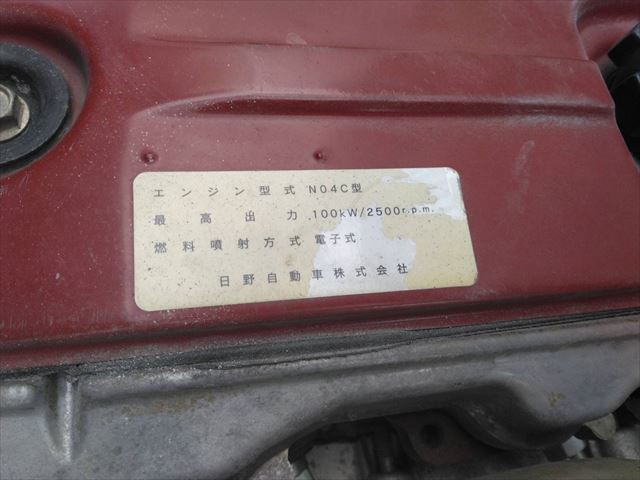 エンジン型式 N04C型
最高出力 100kW/2500r.p.m.
燃料噴射方式 電子式
日野自動車株式会社